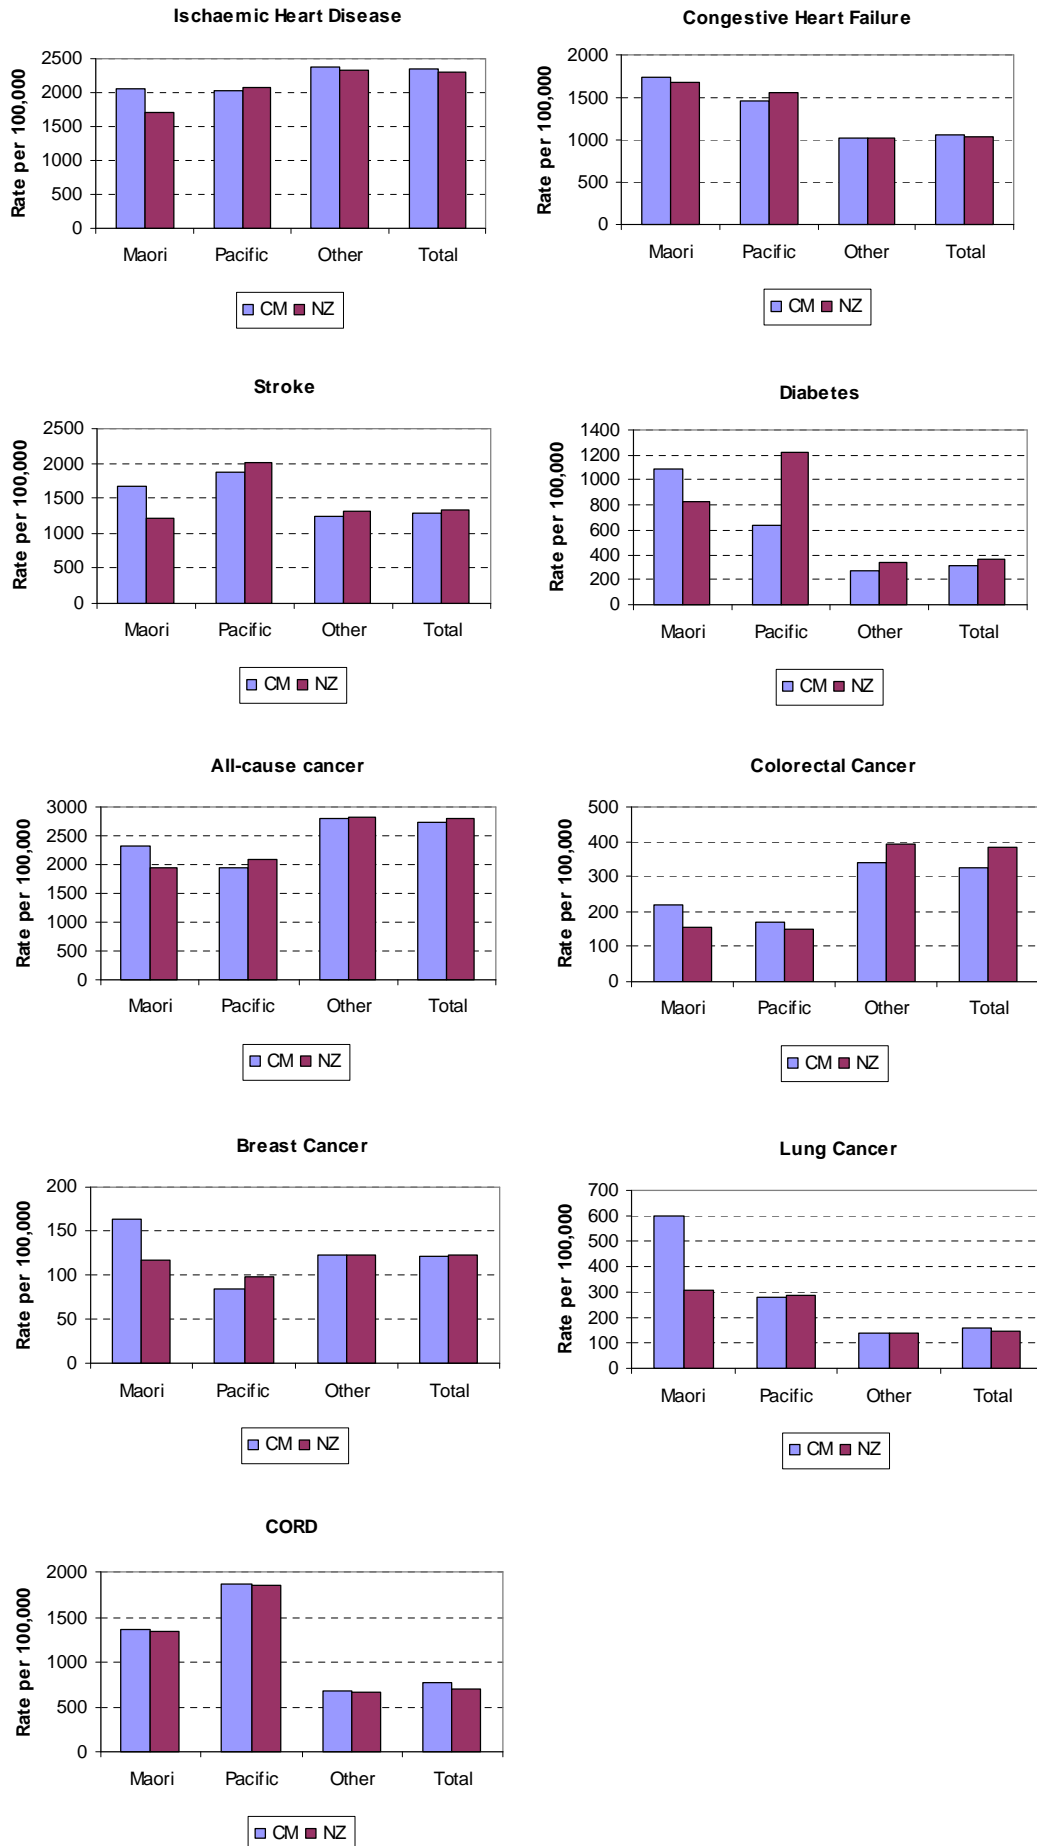 Ischaemic Heart Disease
Rate per 100,000
2500
2000
1500
1000
500
0
Maori Pacific Other Total
CM NZ
Congestive Heart Failure
Rate per 100,000
2000
1500
1000
500
0
Maori Pacific Other Total
CM NZ
Stroke
Rate per 100,000
2500
2000
1500
1000
500
0
Maori Pacific Other Total
CM NZ
Diabetes
Rate per 100,000
1400
1200
1000
800
600
400
200
0
Maori Pacific Other Total
CM NZ
All-cause cancer
Rate per 100,000
3000
2500
2000
1500
1000
500
0
Maori Pacific Other Total
CM NZ
Colorectal Cancer
Rate per 100,000
500
400
300
200
100
0
Maori Pacific Other Total
CM NZ
Breast Cancer
Rate per 100,000
200
150
100
50
0
Maori Pacific Other Total
CM NZ
Lung Cancer
Rate per 100,000
700
600
500
400
300
200
100
0
Maori Pacific Other Total
CM NZ
CORD
Rate per 100,000
2000
1500
1000
500
0
Maori Pacific Other Total
CM NZ